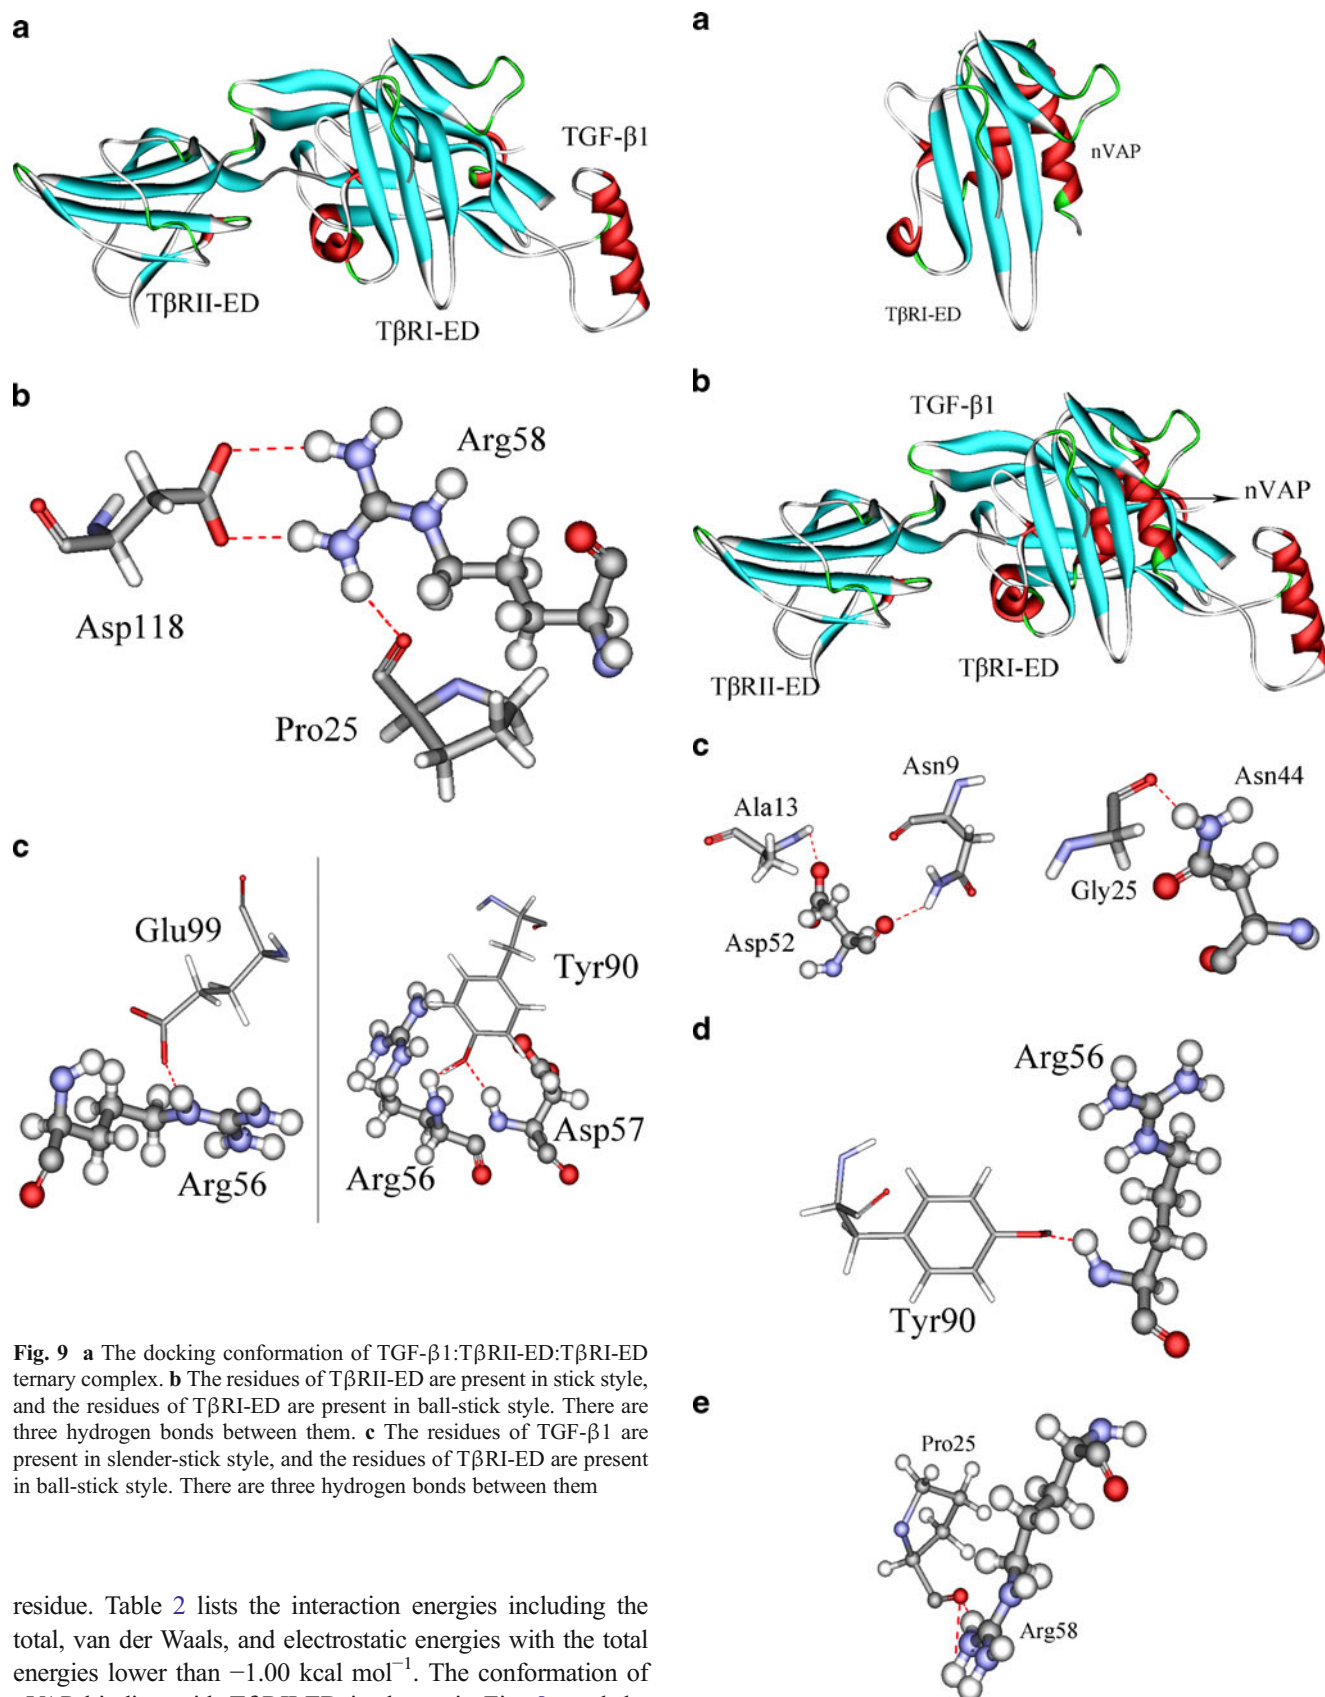 a
TGF-β1
TβRII-ED
TβRI-ED
b
Arg58
Asp118
Pro25
c
Glu99
Arg56
Tyr90
Asp57
Arg56
Fig. 9 a The docking conformation of TGF-β1:TβRII-ED:TβRI-ED
ternary complex. b The residues of TβRII-ED are present in stick style,
and the residues of TβRI-ED are present in ball-stick style. There are
three hydrogen bonds between them. c The residues of TGF-β1 are
present in slender-stick style, and the residues of TβRI-ED are present
in ball-stick style. There are three hydrogen bonds between them
residue. Table 2 lists the interaction energies including the
total, van der Waals, and electrostatic energies with the total
energies lower than −1.00 kcal mol⁻¹. The conformation of
a
nVAP
TβRI-ED
b
TGF-β1
nVAP
TβRI-ED
TβRII-ED
c
Asn9
Asn44
Ala13
Gly25
Asp52
d
Arg56
Tyr90
e
Pro25
Arg58